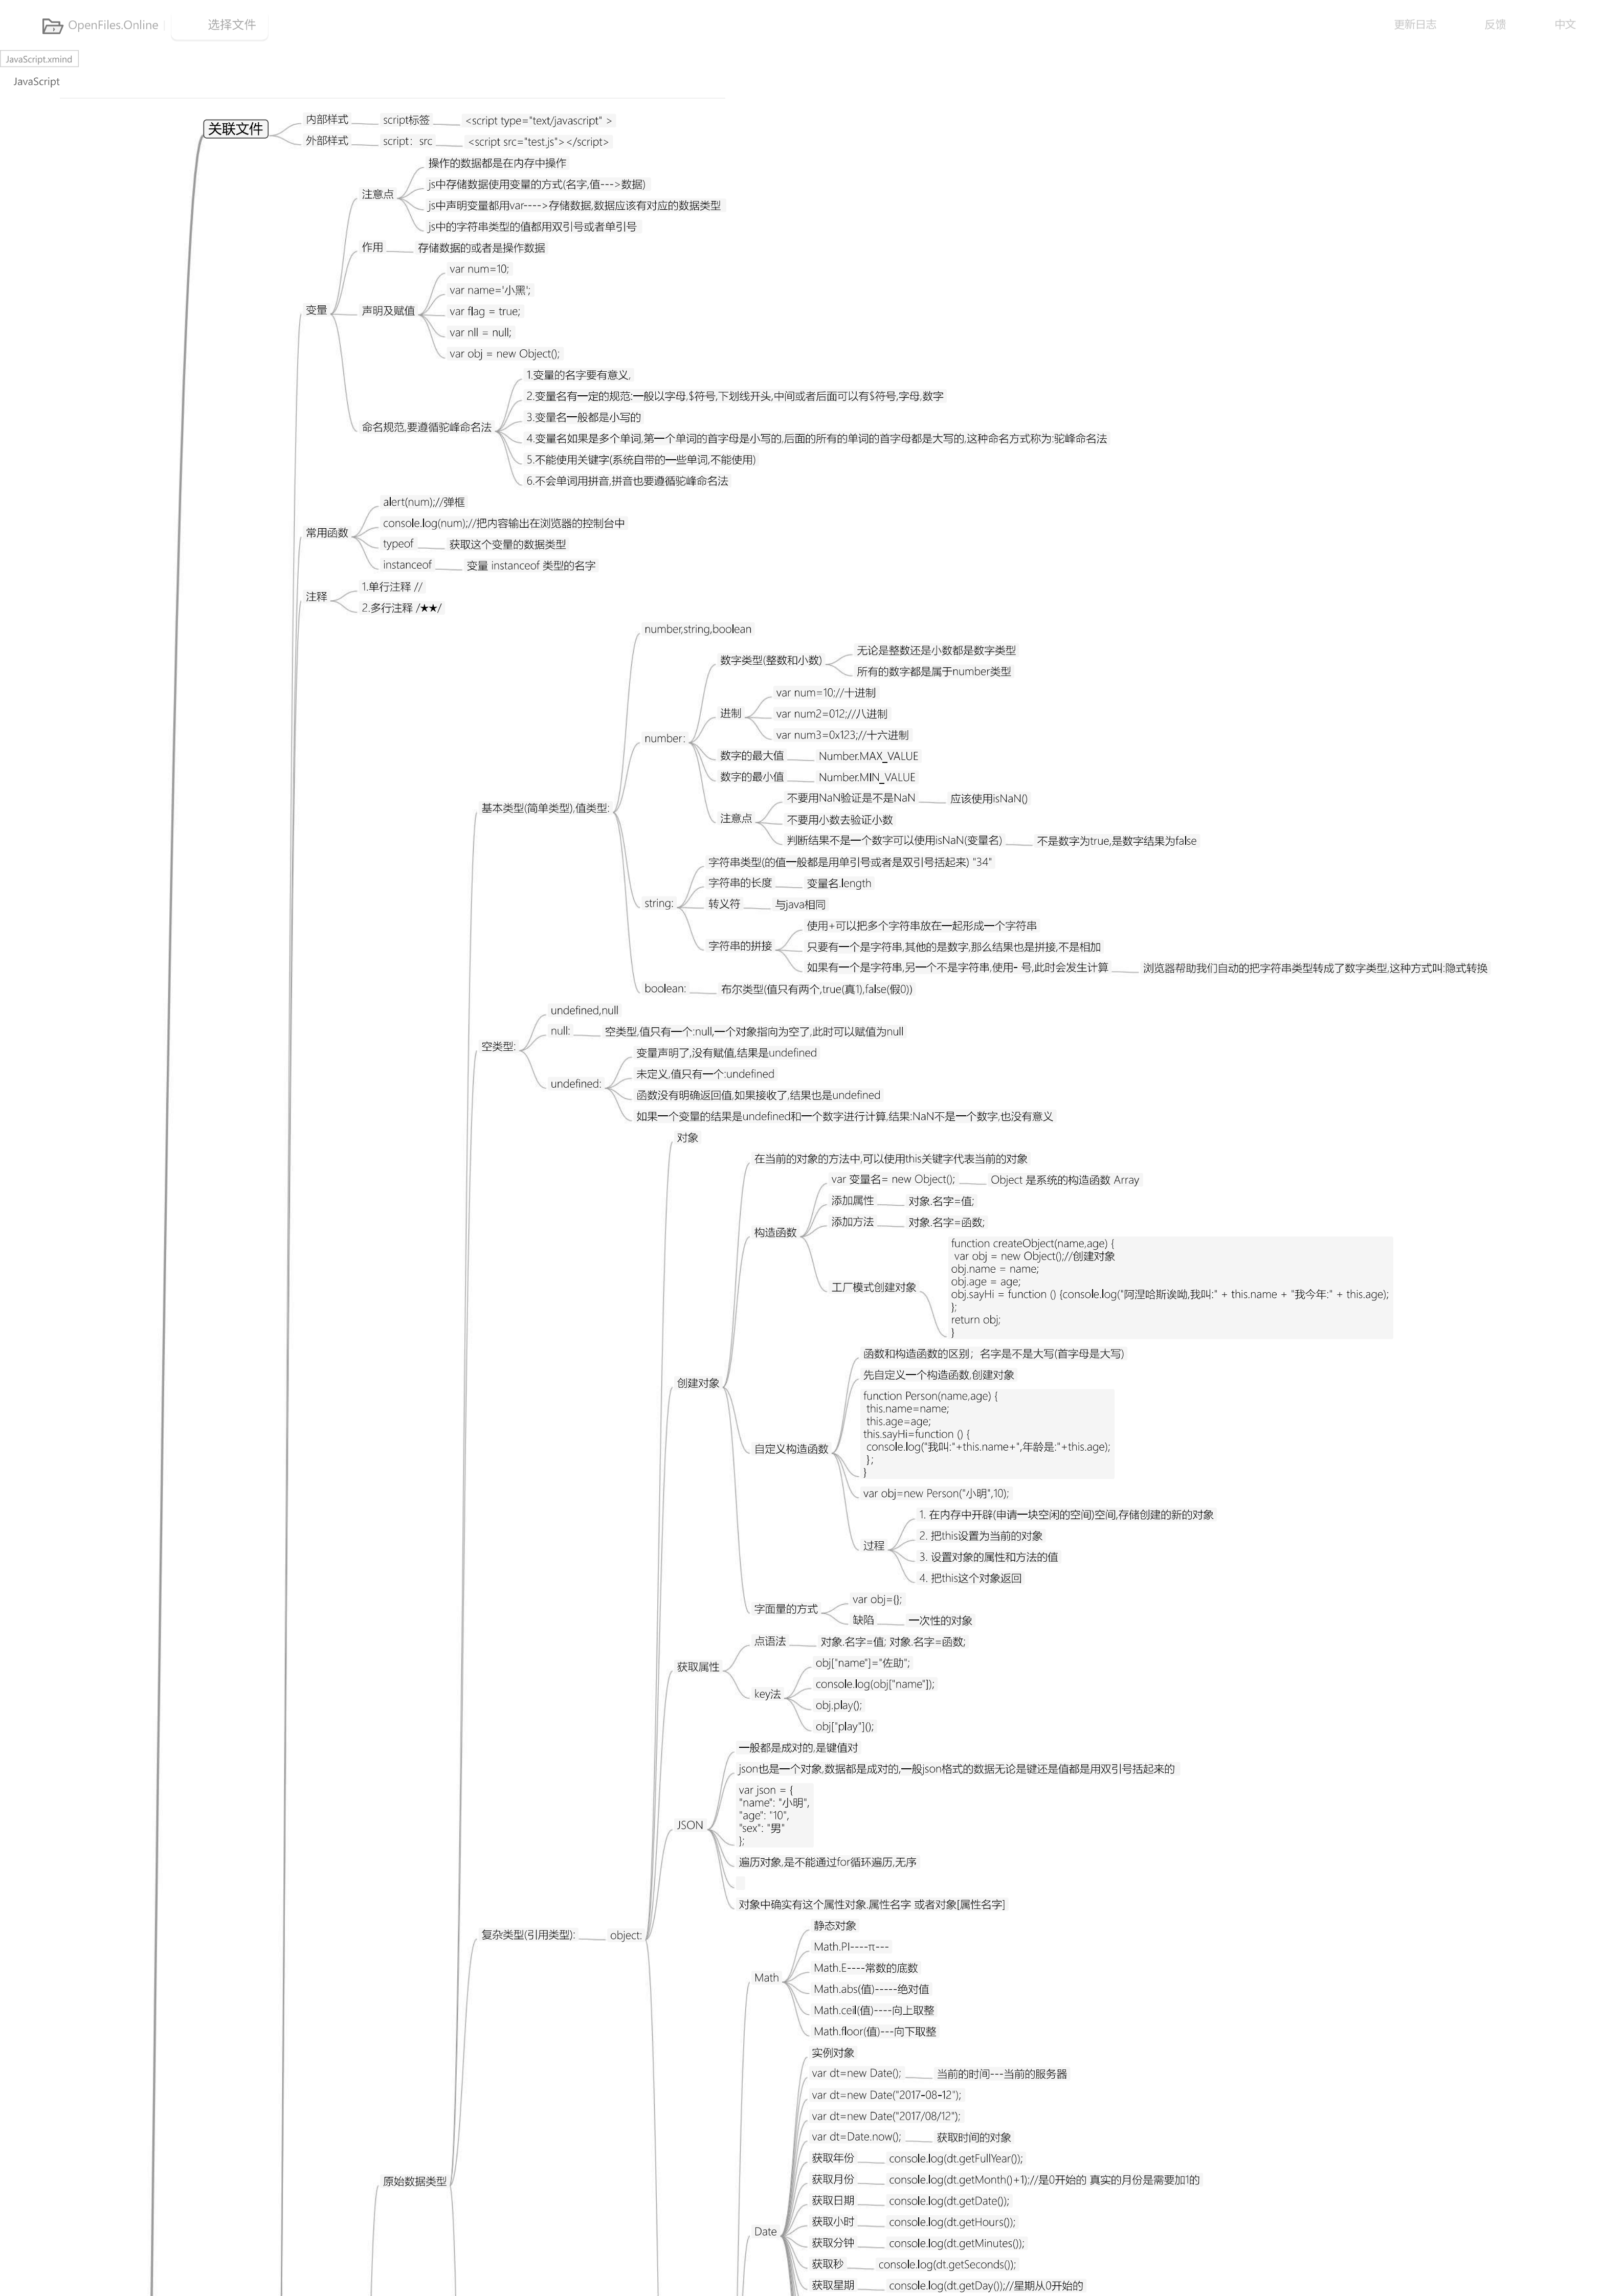 OpenFiles.Online
选择文件
更新日志
反馈
中文
JavaScript.xmind
JavaScript
关联文件
内部样式
script标签
<script type="text/javascript" >
外部样式
script：src
<script src="test.js"></script>
变量
注意点
操作的数据都是在内存中操作
js中存储数据使用变量的方式(名字,值--->数据)
js中声明变量都用var---->存储数据,数据应该有对应的数据类型
js中的字符串类型的值都用双引号或者单引号
作用
存储数据的或者是操作数据
声明及赋值
var num=10;
var name='小黑';
var flag = true;
var nll = null;
var obj = new Object();
命名规范,要遵循驼峰命名法
1.变量的名字要有意义,
2.变量名有一定的规范:一般以字母,$符号,下划线开头,中间或者后面可以有$符号,字母,数字
3.变量名一般都是小写的
4.变量名如果是多个单词,第一个单词的首字母是小写的,后面的所有的单词的首字母都是大写的,这种命名方式称为:驼峰命名法
5.不能使用关键字(系统自带的一些单词,不能使用)
6.不会单词用拼音,拼音也要遵循驼峰命名法
常用函数
alert(num);//弹框
console.log(num);//把内容输出在浏览器的控制台中
typeof
获取这个变量的数据类型
instanceof
变量 instanceof 类型的名字
注释
1.单行注释 //
2.多行注释 /★★/
原始数据类型
基本类型(简单类型),值类型:
number,string,boolean
number:
数字类型(整数和小数)
无论是整数还是小数都是数字类型
所有的数字都是属于number类型
进制
var num=10;//十进制
var num2=012;//八进制
var num3=0x123;//十六进制
数字的最大值
Number.MAX_VALUE
数字的最小值
Number.MIN_VALUE
注意点
不要用NaN验证是不是NaN
应该使用isNaN()
不要用小数去验证小数
判断结果不是一个数字可以使用isNaN(变量名)
不是数字为true,是数字结果为false
string:
字符串类型(的值一般都是用单引号或者是双引号括起来) "34"
字符串的长度
变量名.length
转义符
与java相同
字符串的拼接
使用+可以把多个字符串放在一起形成一个字符串
只要有一个是字符串,其他的是数字,那么结果也是拼接,不是相加
如果有一个是字符串,另一个不是字符串,使用- 号,此时会发生计算
浏览器帮助我们自动的把字符串类型转成了数字类型,这种方式叫:隐式转换
boolean:
布尔类型(值只有两个,true(真1),false(假0))
空类型:
undefined,null
null:
空类型,值只有一个:null,一个对象指向为空了,此时可以赋值为null
undefined:
变量声明了,没有赋值,结果是undefined
未定义,值只有一个:undefined
函数没有明确返回值,如果接收了,结果也是undefined
如果一个变量的结果是undefined和一个数字进行计算,结果:NaN不是一个数字,也没有意义
复杂类型(引用类型):
object:
对象
创建对象
在当前的对象的方法中,可以使用this关键字代表当前的对象
构造函数
var 变量名= new Object();
Object 是系统的构造函数 Array
添加属性
对象.名字=值;
添加方法
对象.名字=函数;
工厂模式创建对象
function createObject(name,age) {
var obj = new Object();//创建对象
obj.name = name;
obj.age = age;
obj.sayHi = function () {console.log("阿涅哈斯诶呦,我叫:" + this.name + "我今年:" + this.age);
};
return obj;
}
自定义构造函数
函数和构造函数的区别；名字是不是大写(首字母是大写)
先自定义一个构造函数,创建对象
function Person(name,age) {
this.name=name;
this.age=age;
this.sayHi=function () {
console.log("我叫:"+this.name+",年龄是:"+this.age);
};
}
var obj=new Person("小明",10);
过程
1. 在内存中开辟(申请一块空闲的空间)空间,存储创建的新的对象
2. 把this设置为当前的对象
3. 设置对象的属性和方法的值
4. 把this这个对象返回
字面量的方式
var obj={};
缺陷
一次性的对象
获取属性
点语法
对象.名字=值; 对象.名字=函数;
key法
obj["name"]="佐助";
console.log(obj["name"]);
obj.play();
obj["play"]();
JSON
一般都是成对的,是键值对
json也是一个对象,数据都是成对的,一般json格式的数据无论是键还是值都是用双引号括起来的
var json = {
"name": "小明",
"age": "10",
"sex": "男"
};
遍历对象,是不能通过for循环遍历,无序
对象中确实有这个属性对象.属性名字 或者对象[属性名字]
Math
静态对象
Math.PI----π---
Math.E----常数的底数
Math.abs(值)-----绝对值
Math.ceil(值)----向上取整
Math.floor(值)---向下取整
Date
实例对象
var dt=new Date();
当前的时间---当前的服务器
var dt=new Date("2017-08-12");
var dt=new Date("2017/08/12");
var dt=Date.now();
获取时间的对象
获取年份
console.log(dt.getFullYear());
获取月份
console.log(dt.getMonth()+1);//是0开始的 真实的月份是需要加1的
获取日期
console.log(dt.getDate());
获取小时
console.log(dt.getHours());
获取分钟
console.log(dt.getMinutes());
获取秒
console.log(dt.getSeconds());
获取星期
console.log(dt.getDay());//星期从0开始的